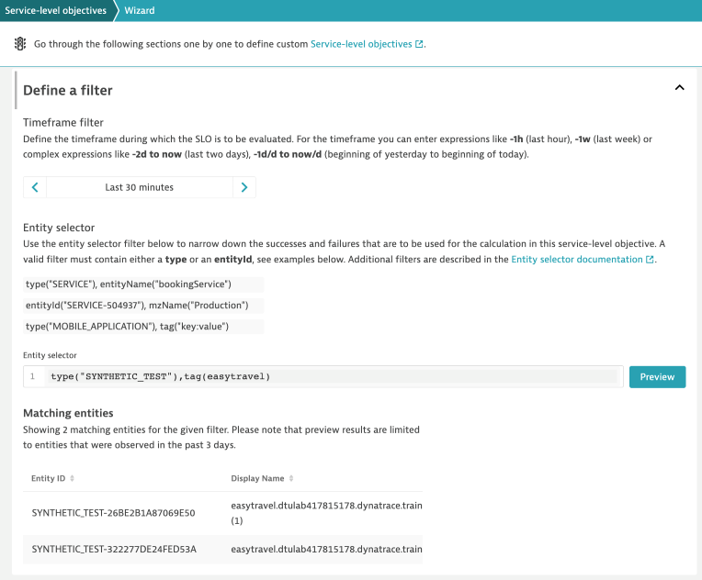 Service-level objectives
Wizard
Go through the following sections one by one to define custom Service-level objectives.
Define a filter
Timeframe filter
Define the timeframe during which the SLO is to be evaluated. For the timeframe you can enter expressions like -1h (last hour), -1w (last week) or
complex expressions like -2d to now (last two days), -1d/d to now/d (beginning of yesterday to beginning of today).
Last 30 minutes
Entity selector
Use the entity selector filter below to narrow down the successes and failures that are to be used for the calculation in this service-level objective. A
valid filter must contain either a type or an entityId, see examples below. Additional filters are described in the Entity selector documentation.
type("SERVICE"), entityName("bookingService")
entityId("SERVICE-504937"), mzName("Production")
type("MOBILE_APPLICATION"), tag("key:value")
Entity selector
1 type("SYNTHETIC_TEST"),tag(easytravel)
Preview
Matching entities
Showing 2 matching entities for the given filter. Please note that preview results are limited
to entities that were observed in the past 3 days.
Entity ID Display Name
SYNTHETIC_TEST-26BE2B1A87069E50 easytravel.dtulab417815178.dynatrace.train
(1)
SYNTHETIC_TEST-322277DE24FED53A easytravel.dtulab417815178.dynatrace.train